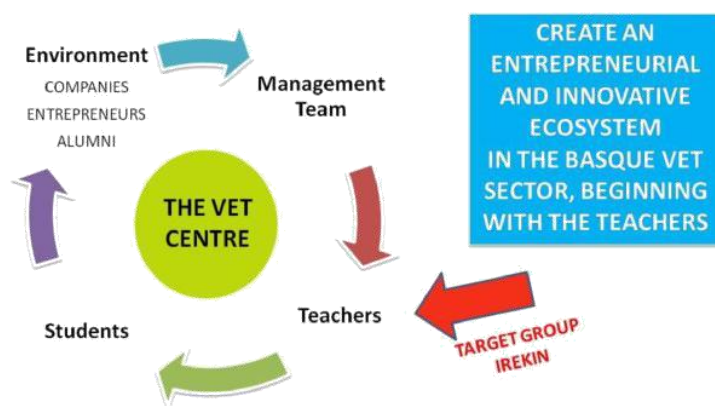 Environment
COMPANIES
ENTREPRENEURS
ALUMNI
Management
Team
THE VET
CENTRE
Students
Teachers
TARGET GROUP
IREKIN
CREATE AN
ENTREPRENEURIAL
AND INNOVATIVE
ECOSYSTEM
IN THE BASQUE VET
SECTOR, BEGINNING
WITH THE TEACHERS